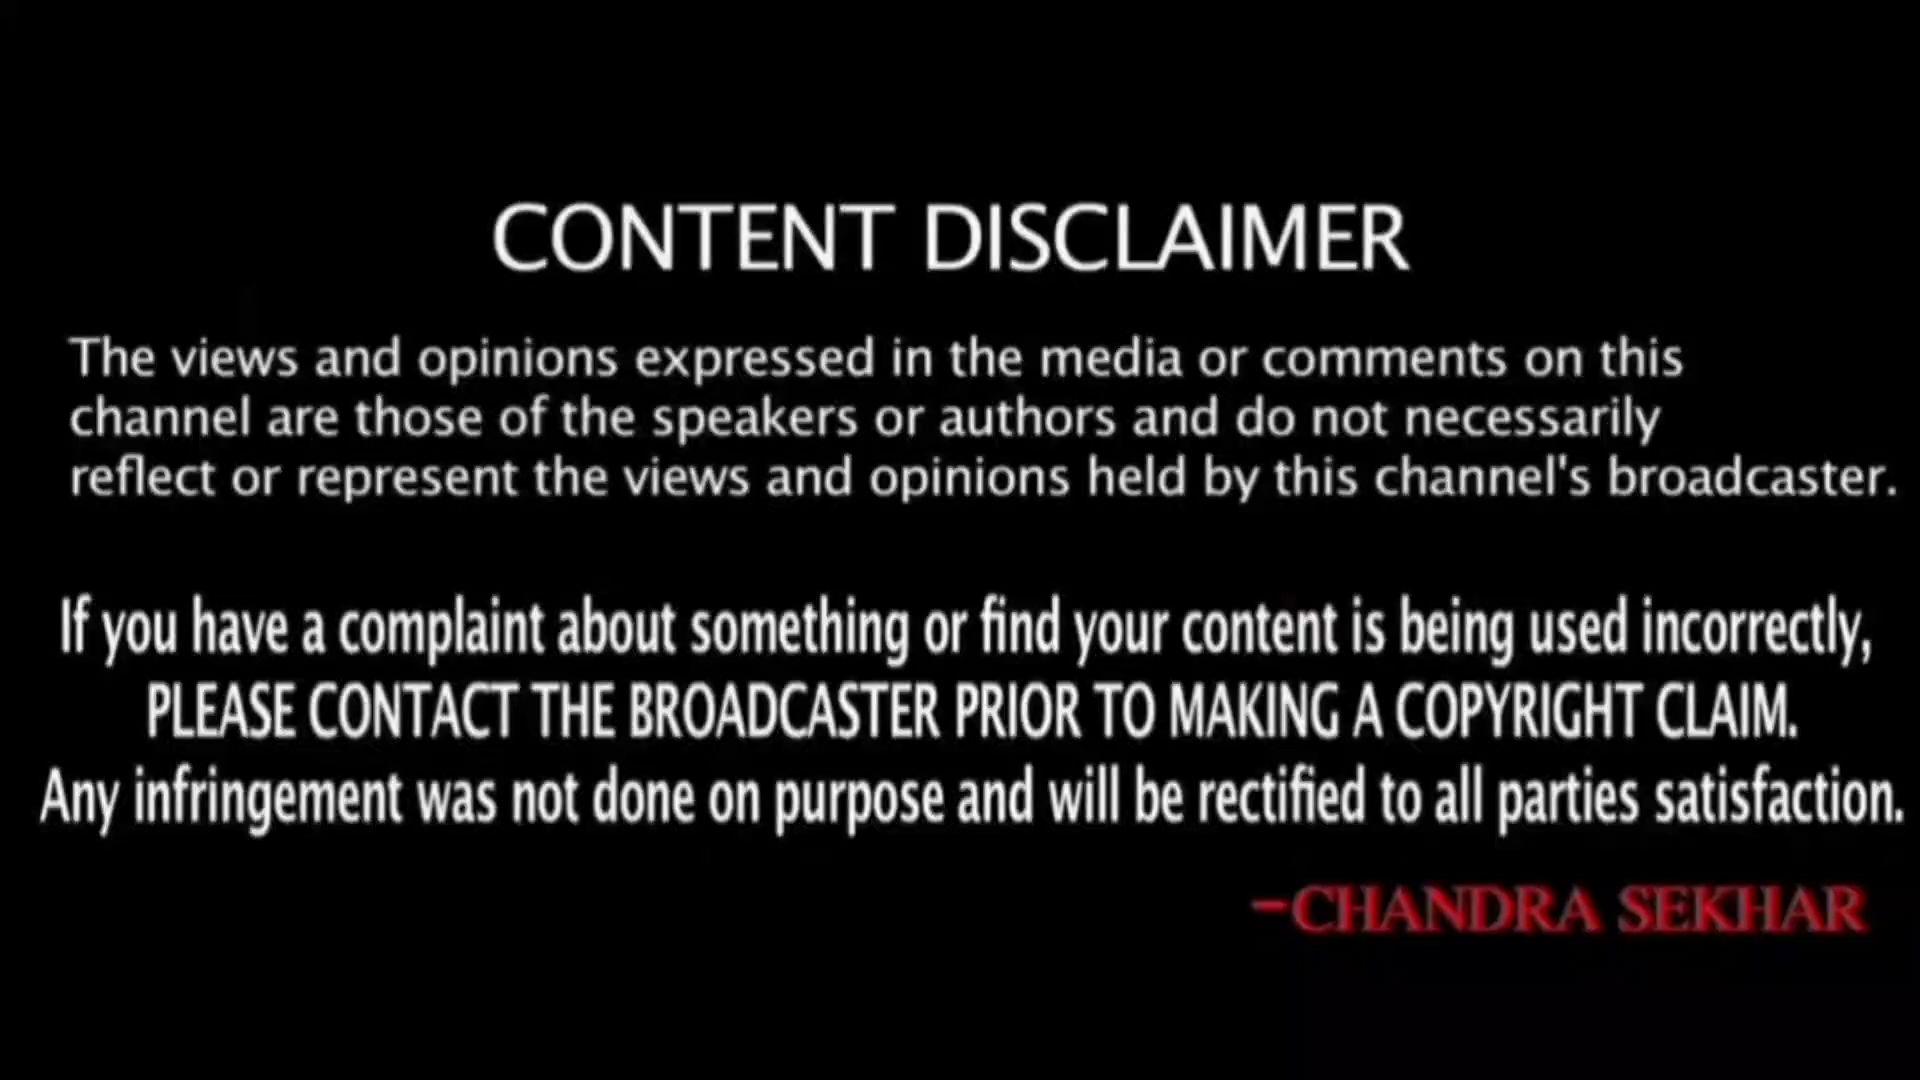 CONTENT DISCLAIMER
The views and opinions expressed in the media or comments on this
channel are those of the speakers or authors and do not necessarily
reflect or represent the views and opinions held by this channel's broadcaster.
If you have a complaint about something or find your content is being used incorrectly,
PLEASE CONTACT THE BROADCASTER PRIOR TO MAKING A COPYRIGHT CLAIM.
Any infringement was not done on purpose and will be rectified to all parties satisfaction.
-CHANDRA SEKHAR